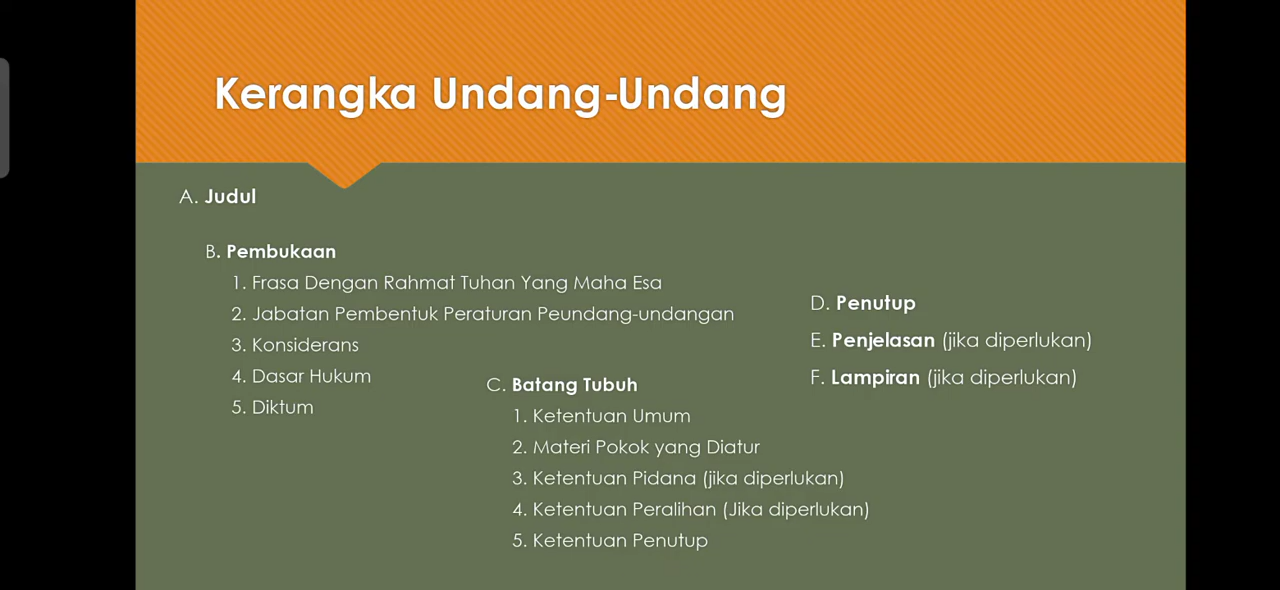 Kerangka Undang-Undang
A. Judul
B. Pembukaan
1. Frasa Dengan Rahmat Tuhan Yang Maha Esa
2. Jabatan Pembentuk Peraturan Peundang-undangan
3. Konsiderans
4. Dasar Hukum
5. Diktum
C. Batang Tubuh
1. Ketentuan Umum
2. Materi Pokok yang Diatur
3. Ketentuan Pidana (jika diperlukan)
4. Ketentuan Peralihan (Jika diperlukan)
5. Ketentuan Penutup
D. Penutup
E. Penjelasan (jika diperlukan)
F. Lampiran (jika diperlukan)